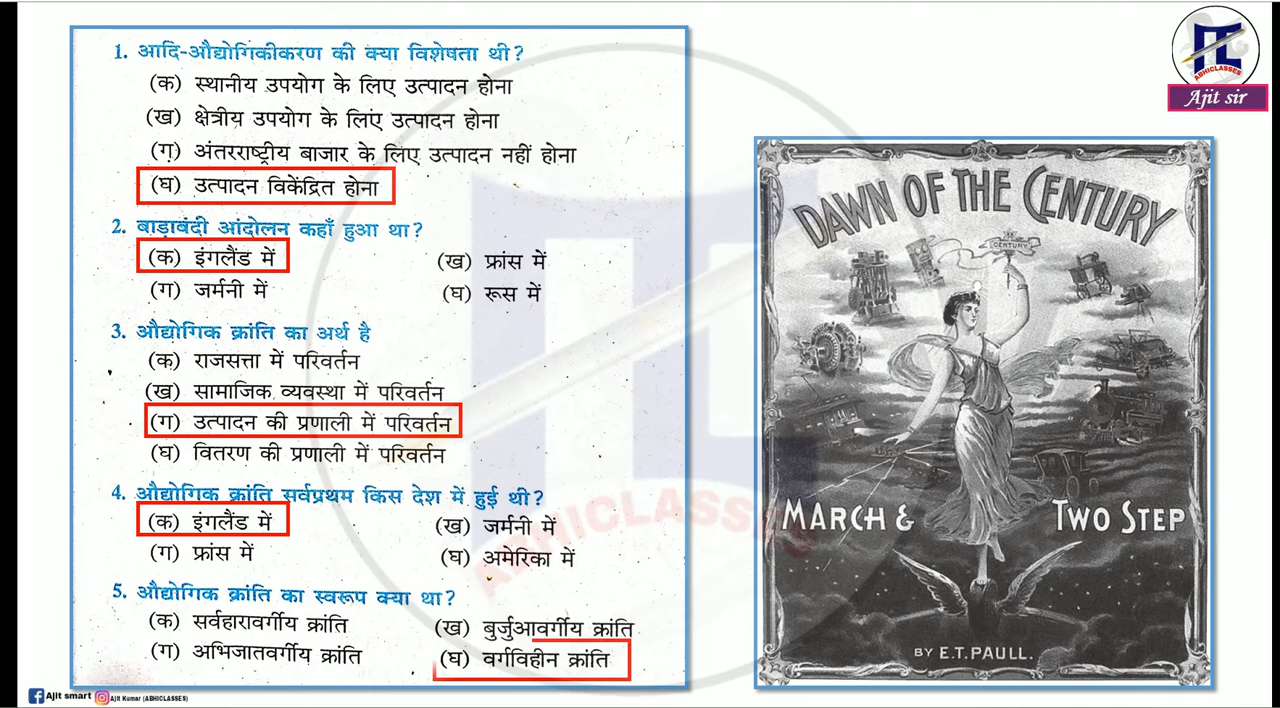 1. आदि-औद्योगिकीकरण की क्या विशेषता थी?
(क) स्थानीय उपयोग के लिए उत्पादन होना
(ख) क्षेत्रीय उपयोग के लिए उत्पादन होना
(ग) अंतरराष्ट्रीय बाजार के लिए उत्पादन नहीं होना
(घ) उत्पादन विकेंद्रित होना
2. बाड़ाबंदी आंदोलन कहाँ हुआ था?
(क) इंगलैंड में (ख) फ्रांस में
(ग) जर्मनी में (घ) रूस में
3. औद्योगिक क्रांति का अर्थ है
(क) राजसत्ता में परिवर्तन
(ख) सामाजिक व्यवस्था में परिवर्तन
(ग) उत्पादन की प्रणाली में परिवर्तन
(घ) वितरण की प्रणाली में परिवर्तन
4. औद्योगिक क्रांति सर्वप्रथम किस देश में हुई थी?
(क) इंगलैंड में (ख) जर्मनी में
(ग) फ्रांस में (घ) अमेरिका में
5. औद्योगिक क्रांति का स्वरूप क्या था?
(क) सर्वहारावर्गीय क्रांति (ख) बुर्जुआवर्गीय क्रांति
(ग) अभिजातवर्गीय क्रांति (घ) वर्गविहीन क्रांति
ABHICLASSES
ABHICLASSES
Ajit sir
DAWN OF THE CENTURY
CENTURY
MARCH & TWO STEP
BY E.T. PAULL.
Ajit smart Ajit Kumar (ABHICLASSES)